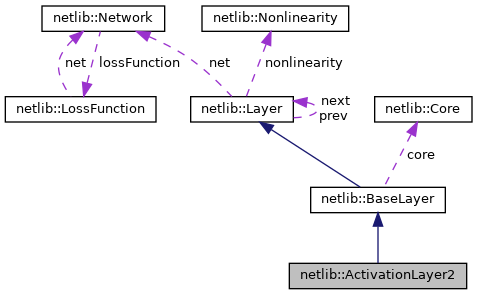 netlib::Network
netlib::Nonlinearity
net
lossFunction
net
nonlinearity
netlib::LossFunction
netlib::Layer
next
prev
netlib::Core
core
netlib::BaseLayer
netlib::ActivationLayer2